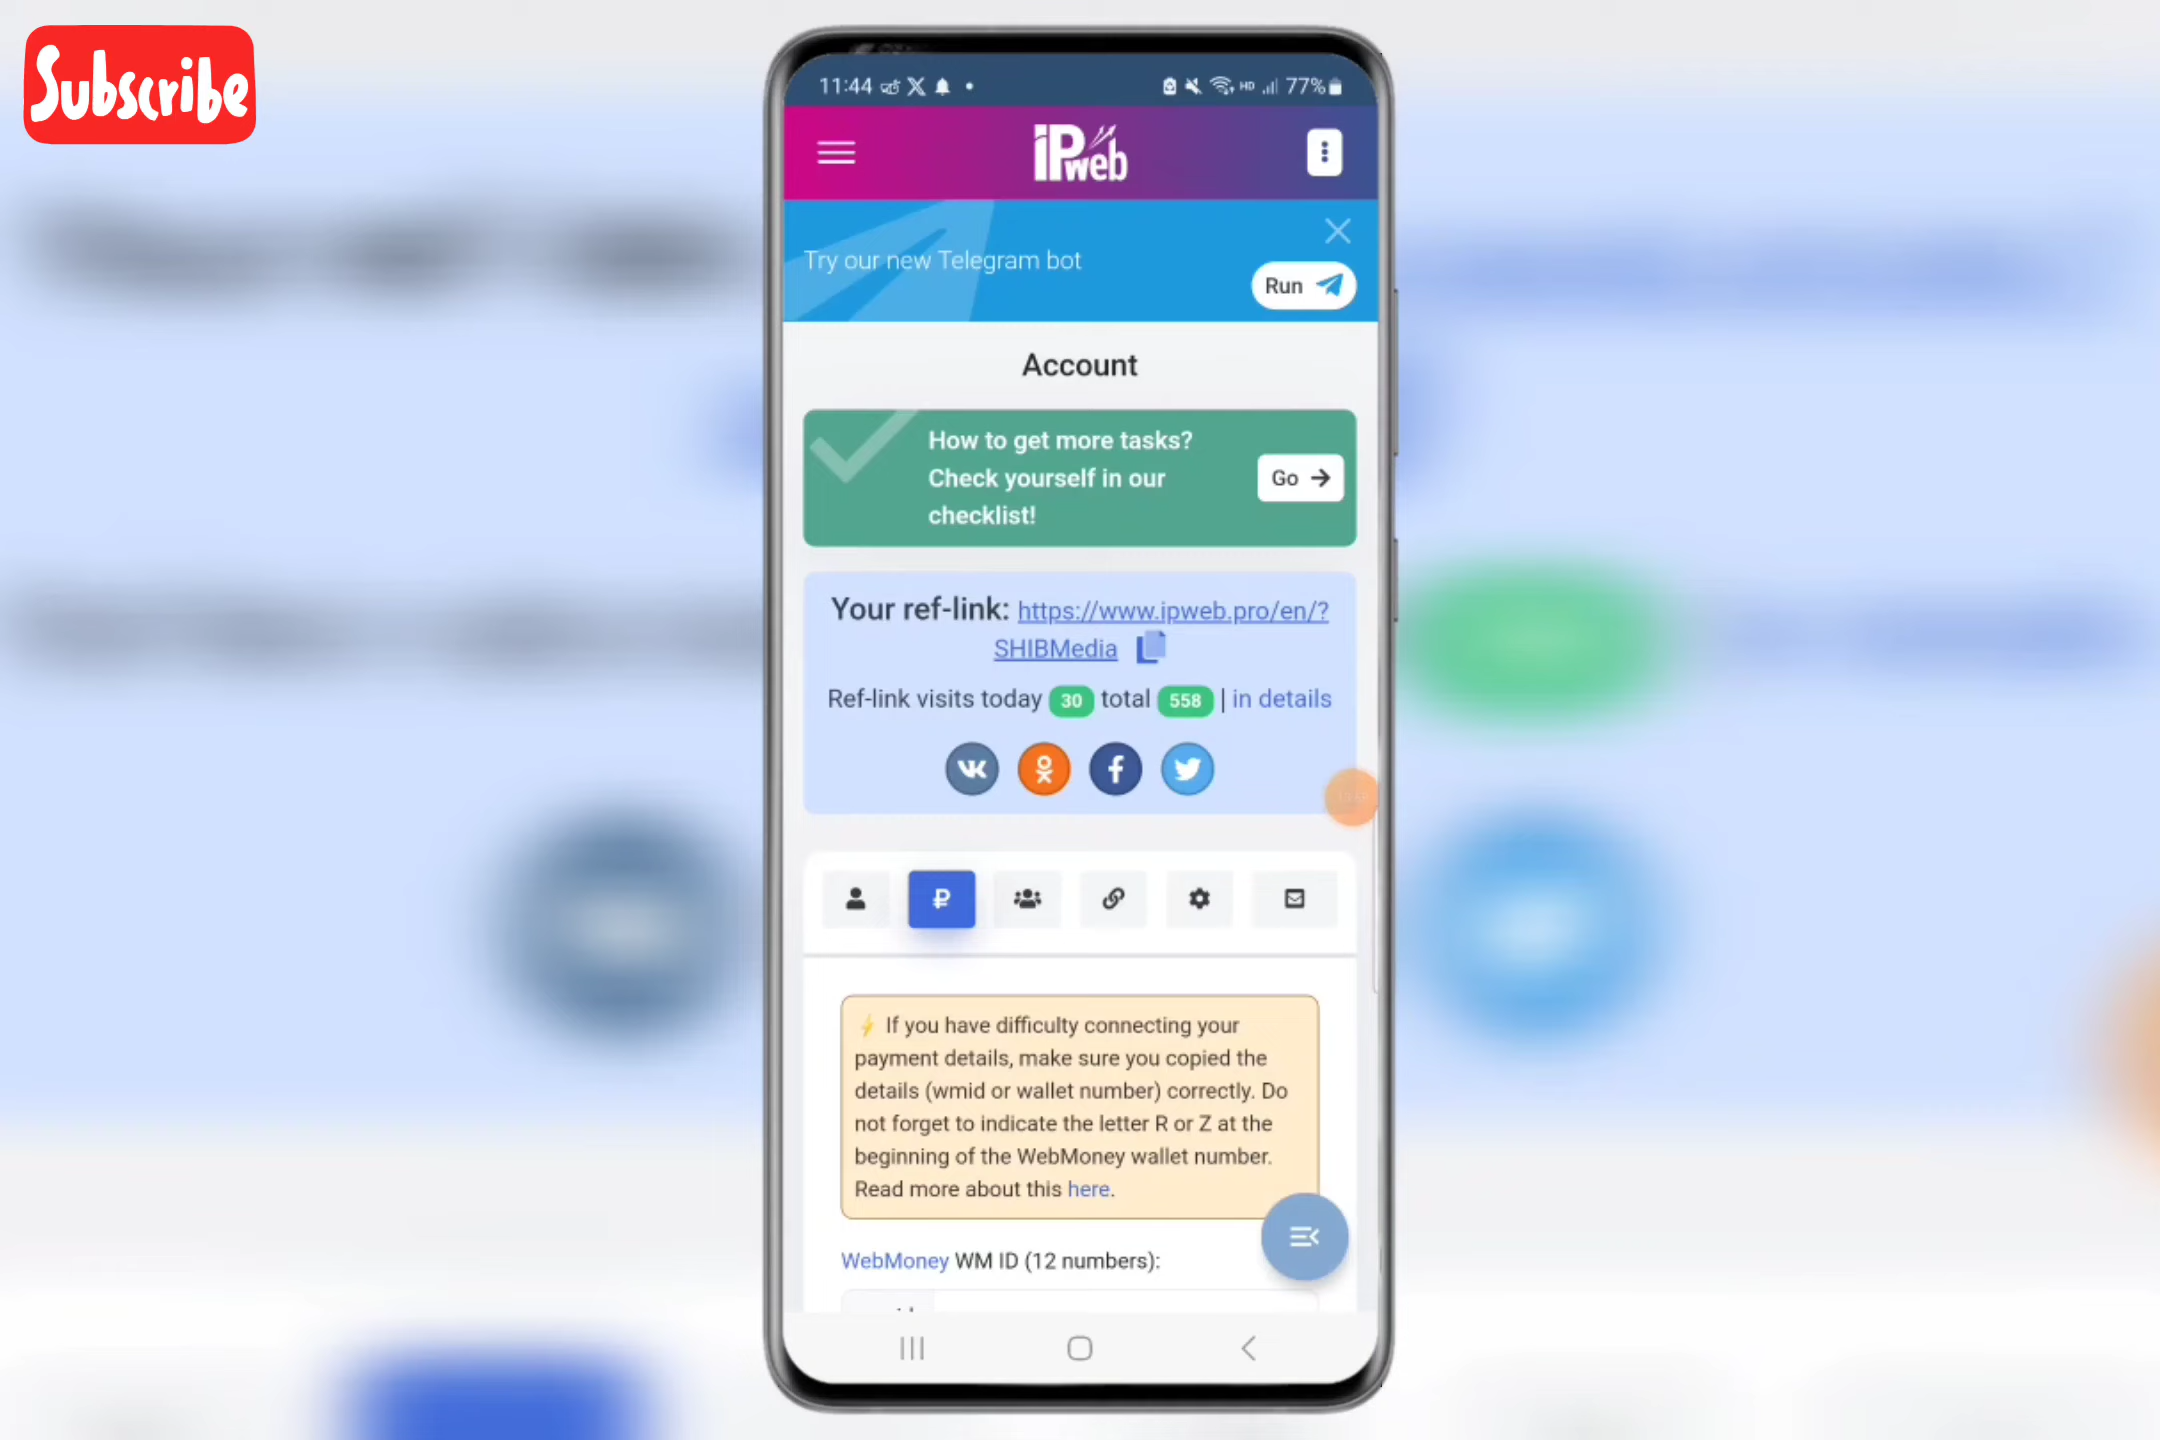 Subscribe
11:44
HD
77%
iPweb
Try our new Telegram bot
Run
Account
How to get more tasks?
Check yourself in our
checklist!
Go
Your ref-link: https://www.ipweb.pro/en/?
SHIBMedia
Ref-link visits today 30 total 558 | in details
If you have difficulty connecting your
payment details, make sure you copied the
details (wmid or wallet number) correctly. Do
not forget to indicate the letter R or Z at the
beginning of the WebMoney wallet number.
Read more about this here.
WebMoney WM ID (12 numbers):